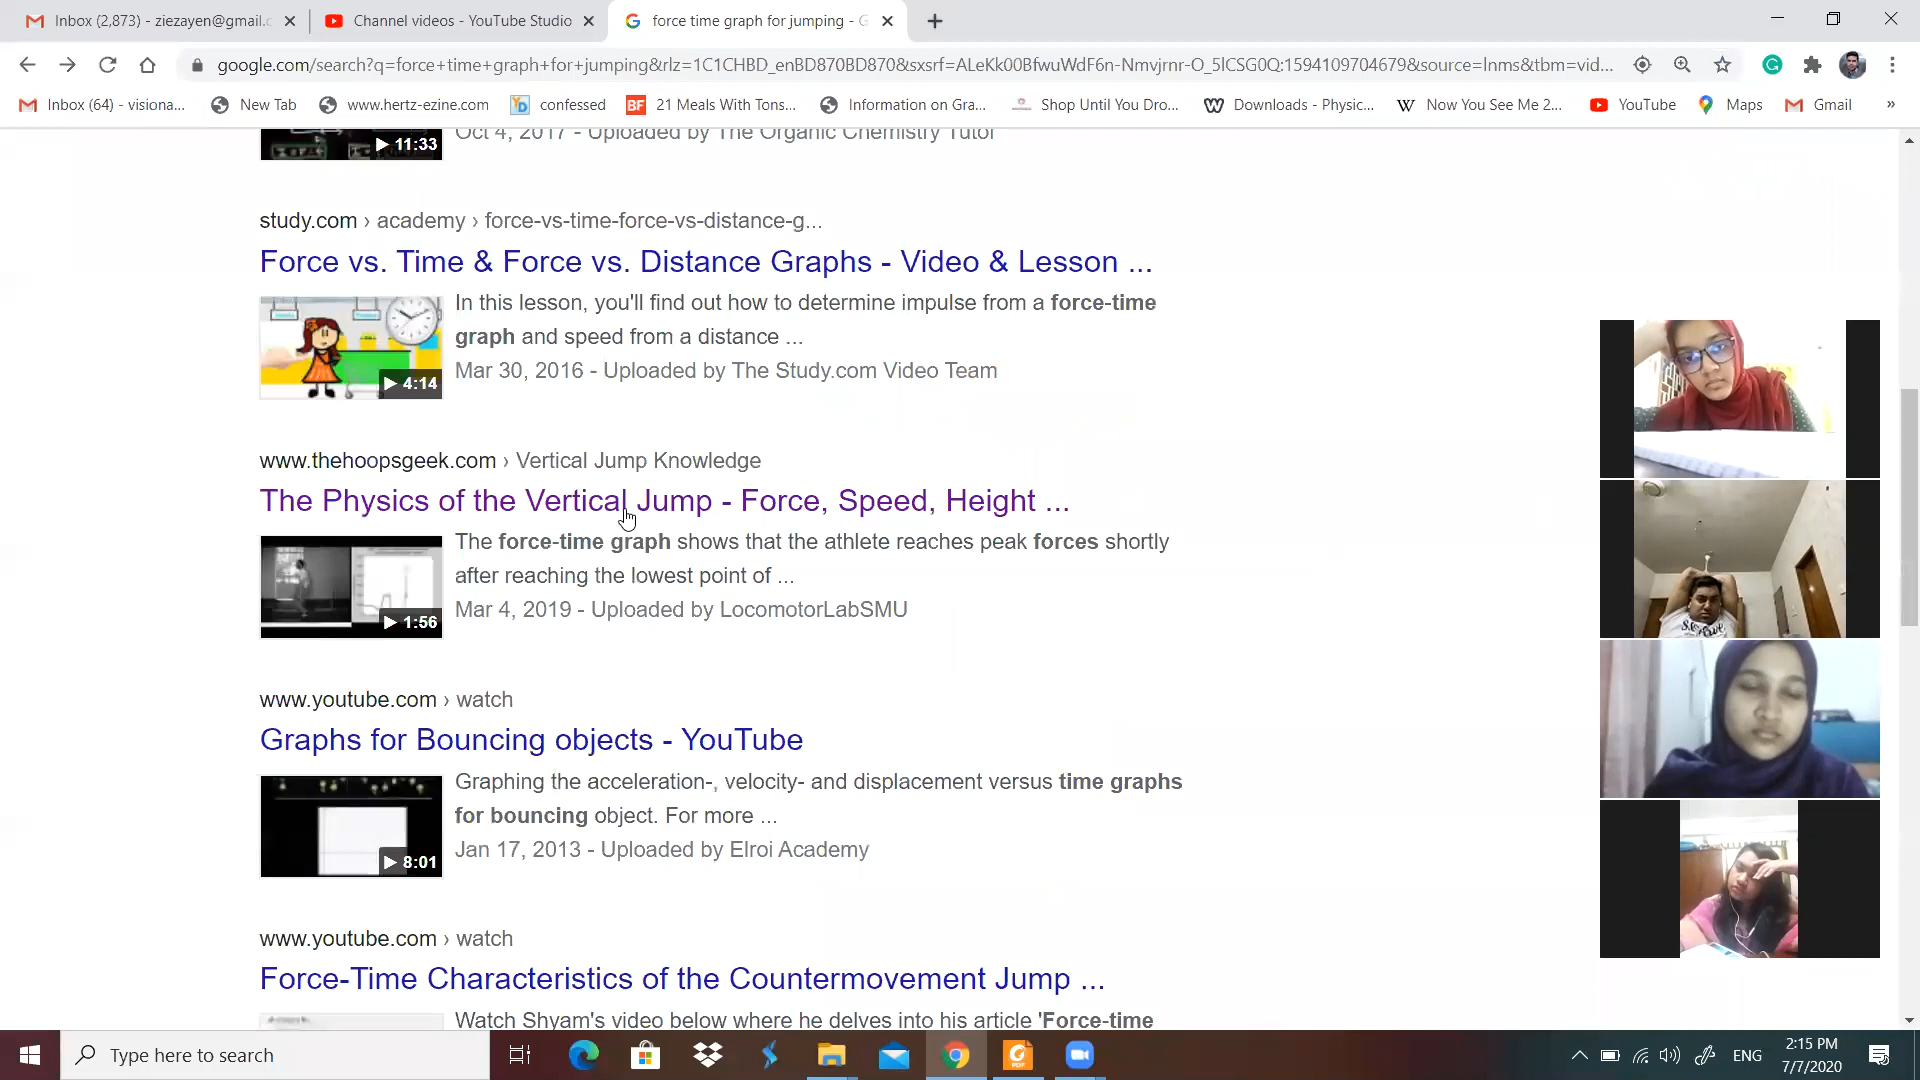 Inbox (2,873) - ziezayen@gmail.c
Channel videos - YouTube Studio
force time graph for jumping - G
google.com/search?q=force+time+graph+for+jumping&rlz=1C1CHBD_enBD870BD870&sxsrf=ALeKk00BfwuWdF6n-Nmvjrnr-O_5lCSG0Q:1594109704679&source=lnms&tbm=vid...
Inbox (64) - visiona...
New Tab
www.hertz-ezine.com
confessed
21 Meals With Tons...
Information on Gra...
Shop Until You Dro...
Downloads - Physic...
Now You See Me 2...
YouTube
Maps
Gmail
»
11:33
Oct 4, 2017 - Uploaded by The Organic Chemistry Tutor
study.com › academy › force-vs-time-force-vs-distance-g...
Force vs. Time & Force vs. Distance Graphs - Video & Lesson ...
In this lesson, you'll find out how to determine impulse from a force-time
graph and speed from a distance ...
4:14
Mar 30, 2016 - Uploaded by The Study.com Video Team
www.thehoopsgeek.com › Vertical Jump Knowledge
The Physics of the Vertical Jump - Force, Speed, Height ...
The force-time graph shows that the athlete reaches peak forces shortly
after reaching the lowest point of ...
1:56
Mar 4, 2019 - Uploaded by LocomotorLabSMU
www.youtube.com › watch
Graphs for Bouncing objects - YouTube
Graphing the acceleration-, velocity- and displacement versus time graphs
for bouncing object. For more ...
8:01
Jan 17, 2013 - Uploaded by Elroi Academy
www.youtube.com › watch
Force-Time Characteristics of the Countermovement Jump ...
Watch Shyam's video below where he delves into his article 'Force-time
Type here to search
ENG
2:15 PM
7/7/2020